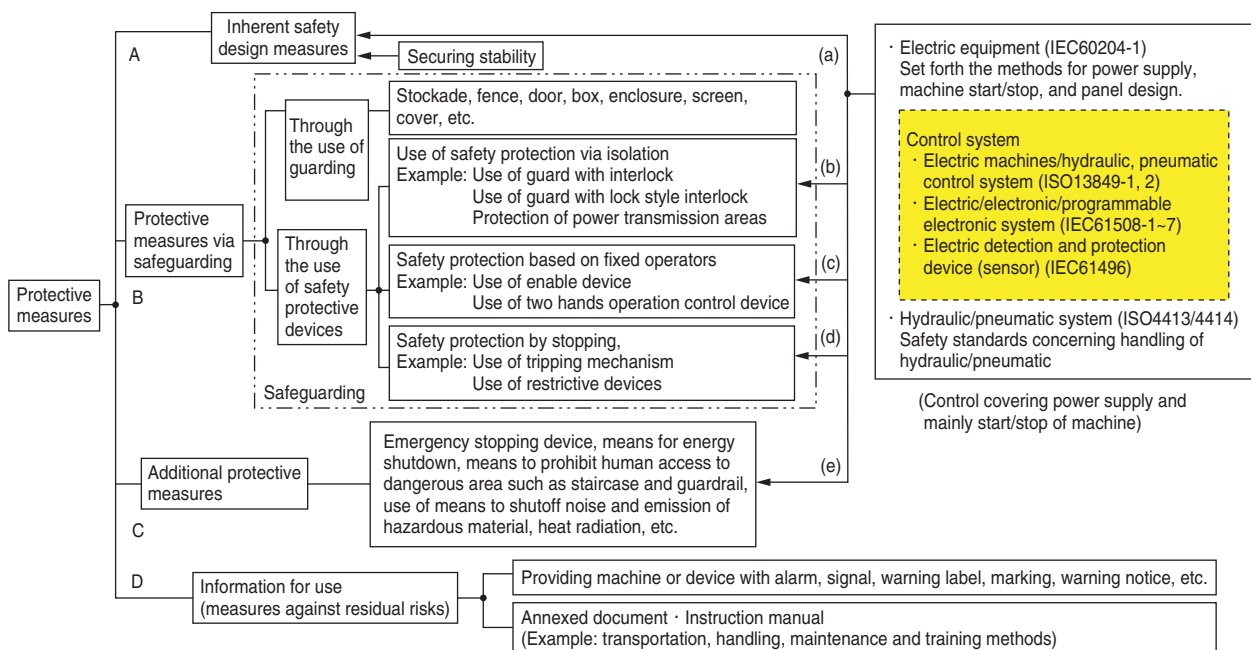 Protective
measures
A
Inherent safety
design measures
Securing stability
(a)
B
Protective
measures via
safeguarding
Through
the use of
guarding
Stockade, fence, door, box, enclosure, screen,
cover, etc.
Through
the use
of safety
protective
devices
Use of safety protection via isolation
Example: Use of guard with interlock
Use of guard with lock style interlock
Protection of power transmission areas
(b)
Safety protection based on fixed operators
Example: Use of enable device
Use of two hands operation control device
(c)
Safety protection by stopping,
Example: Use of tripping mechanism
Use of restrictive devices
(d)
Safeguarding
C
Additional protective
measures
Emergency stopping device, means for energy
shutdown, means to prohibit human access to
dangerous area such as staircase and guardrail,
use of means to shutoff noise and emission of
hazardous material, heat radiation, etc.
(e)
D
Information for use
(measures against residual risks)
Providing machine or device with alarm, signal, warning label, marking, warning notice, etc.
Annexed document · Instruction manual
(Example: transportation, handling, maintenance and training methods)
· Electric equipment (IEC60204-1)
Set forth the methods for power supply,
machine start/stop, and panel design.
Control system
· Electric machines/hydraulic, pneumatic
control system (ISO13849-1, 2)
· Electric/electronic/programmable
electronic system (IEC61508-1~7)
· Electric detection and protection
device (sensor) (IEC61496)
· Hydraulic/pneumatic system (ISO4413/4414)
Safety standards concerning handling of
hydraulic/pneumatic
(Control covering power supply and
mainly start/stop of machine)